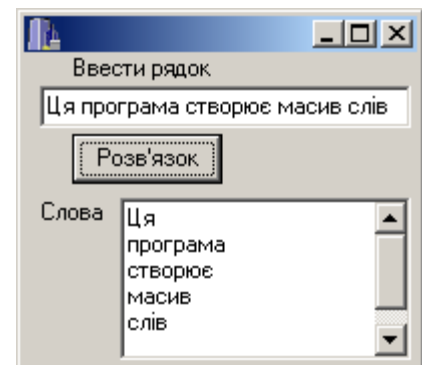 Ввести рядок
Ця програма створює масив слів
Розв'язок
Слова
Ця
програма
створює
масив
слів